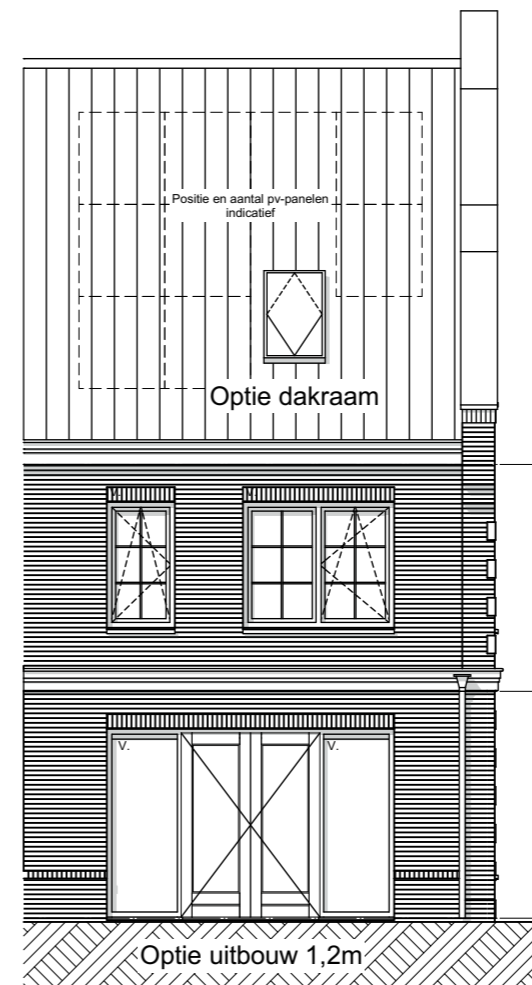 Positie en aantal pv-panelen
indicatief
Optie dakraam
V.
V.
V.
V.
Optie uitbouw 1,2m